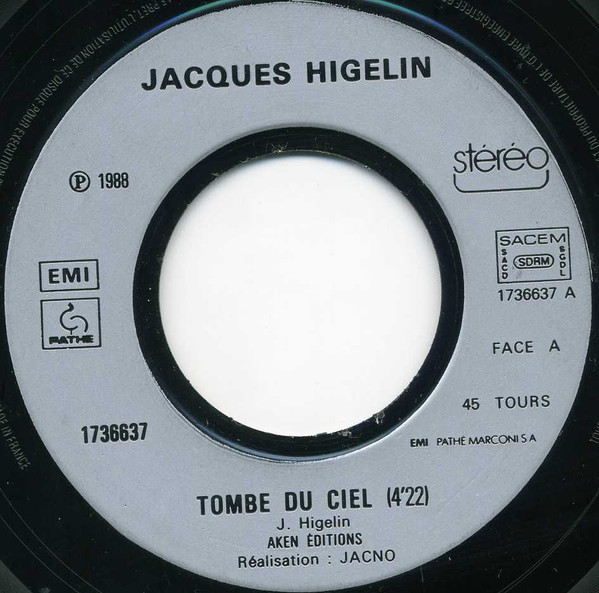 JACQUES HIGELIN
℗ 1988
stéréo
EMI
PATHE
SACEM
SACD
SDRM
SGDL
1736637 A
FACE A
45 TOURS
1736637
EMI PATHÉ MARCONI S A
TOMBE DU CIEL (4'22)
J. Higelin
AKEN ÉDITIONS
Réalisation : JACNO